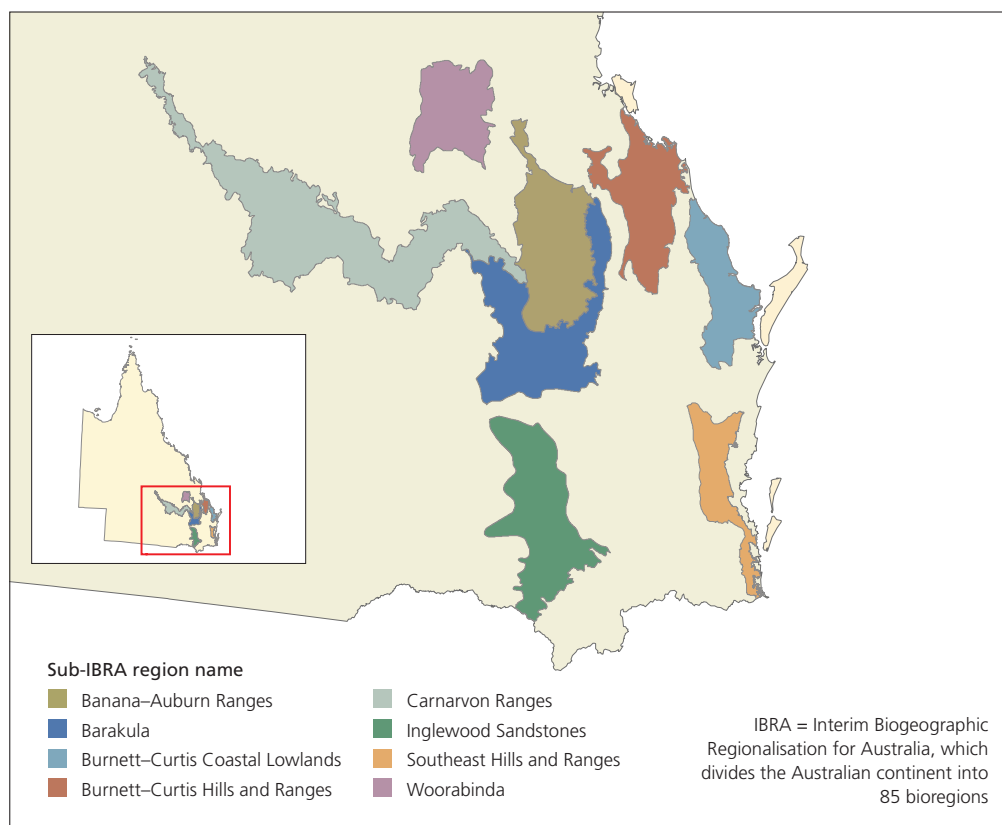 Sub-IBRA region name
Banana–Auburn Ranges
Barakula
Burnett–Curtis Coastal Lowlands
Burnett–Curtis Hills and Ranges
Carnarvon Ranges
Inglewood Sandstones
Southeast Hills and Ranges
Woorabinda
IBRA = Interim Biogeographic
Regionalisation for Australia, which
divides the Australian continent into
85 bioregions